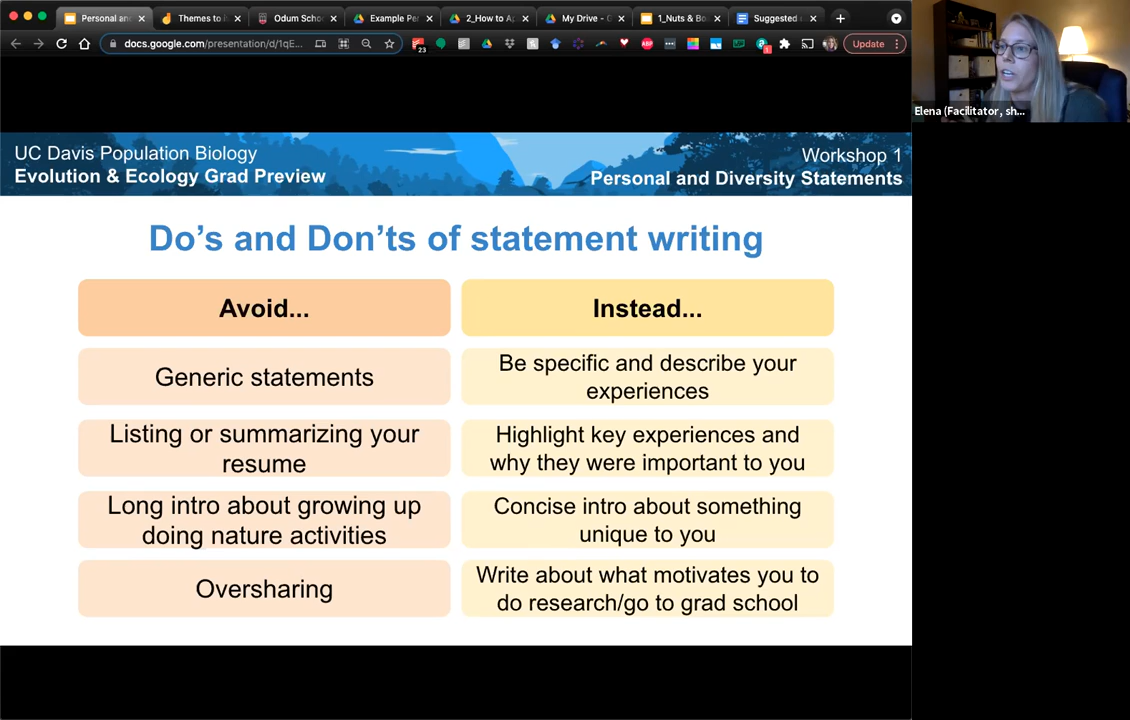 Personal an
Themes to i
Odum Scho
Example Pe
2_How to Ap
My Drive - G
1_Nuts & Bo
Suggested
docs.google.com/presentation/d/1qE...
23
ABP
1
Update
Elena (Facilitator, sh...
UC Davis Population Biology
Evolution & Ecology Grad Preview
Workshop 1
Personal and Diversity Statements
Do's and Don'ts of statement writing
Avoid...
Instead...
Generic statements
Be specific and describe your
experiences
Listing or summarizing your
resume
Highlight key experiences and
why they were important to you
Long intro about growing up
doing nature activities
Concise intro about something
unique to you
Oversharing
Write about what motivates you to
do research/go to grad school